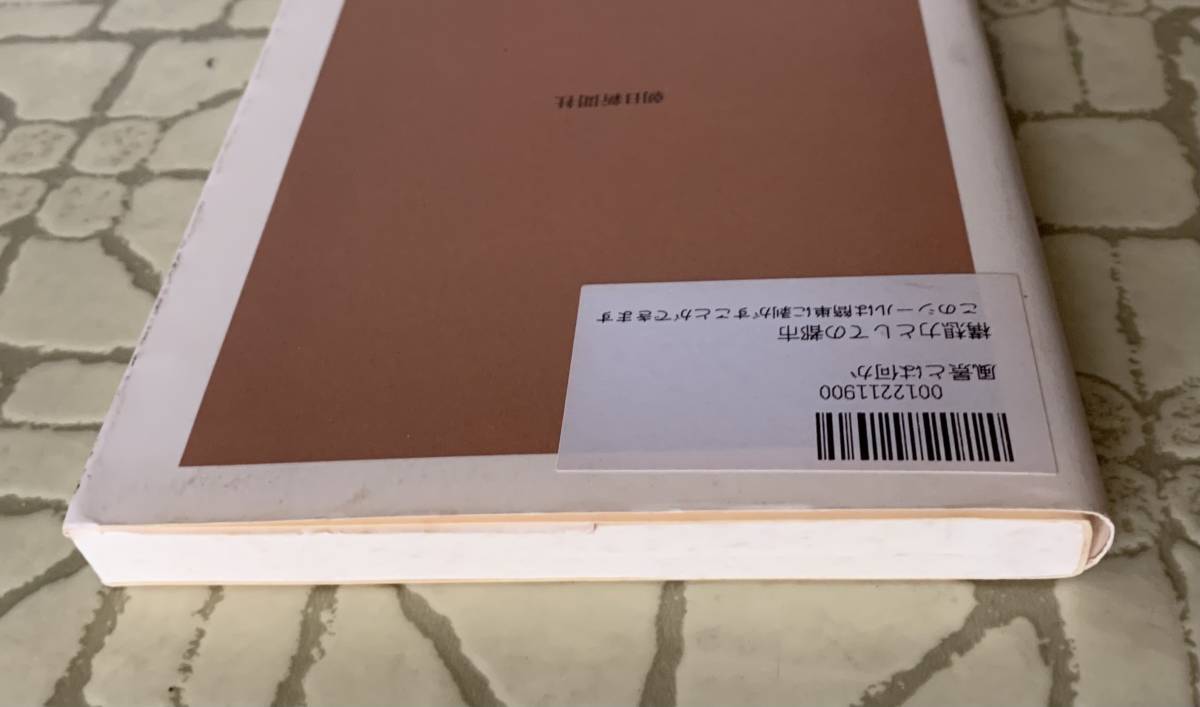 0012211900
風景とは何か
構想力としての都市
このシールは簡単に剥がすことができます
朝日新聞社